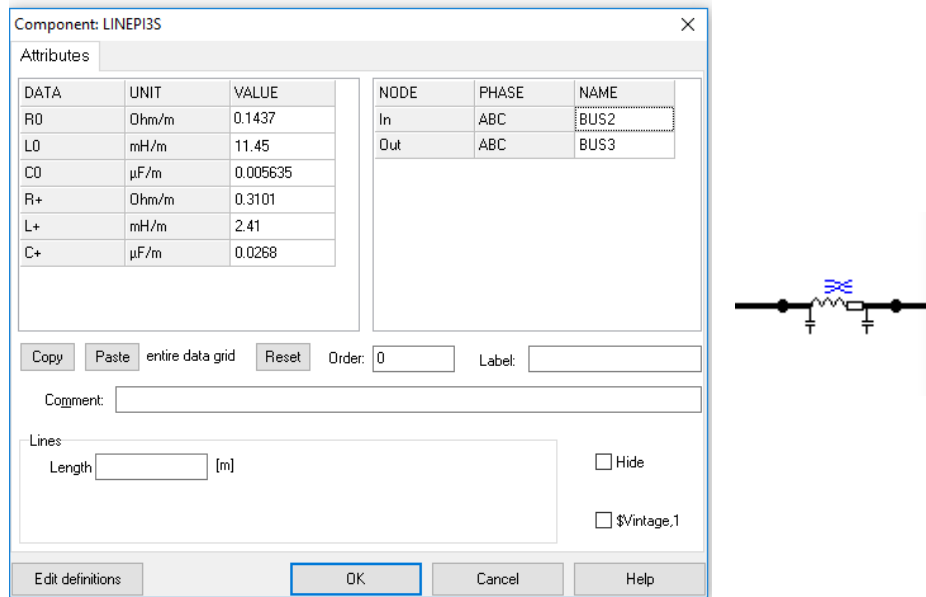 Component: LINEPI3S
Attributes
DATA UNIT VALUE
R0 Ohm/m 0.1437
L0 mH/m 11.45
C0 µF/m 0.005635
R+ Ohm/m 0.3101
L+ mH/m 2.41
C+ µF/m 0.0268
NODE PHASE NAME
In ABC BUS2
Out ABC BUS3
Copy Paste entire data grid Reset Order: 0 Label:
Comment:
Lines
Length [m]
Hide
$Vintage,1
Edit definitions OK Cancel Help